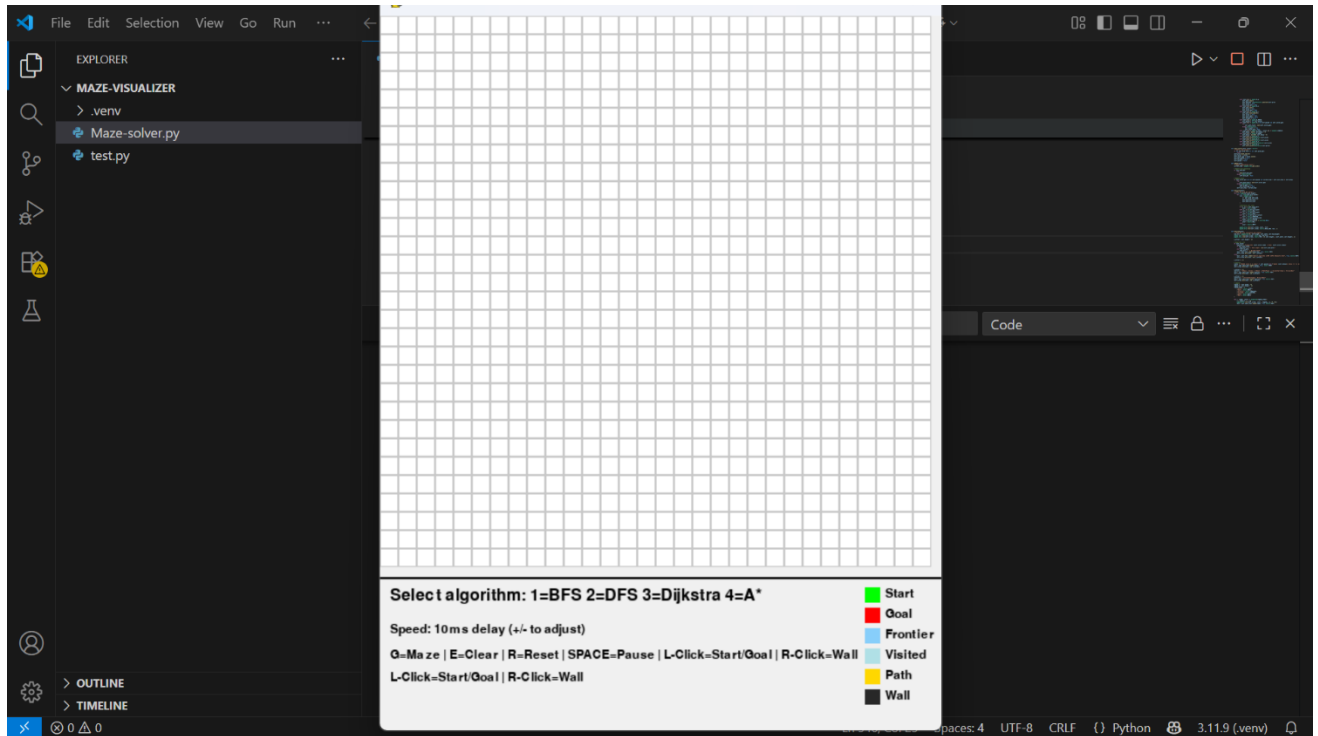 File Edit Selection View Go Run ···
EXPLORER
MAZE-VISUALIZER
.venv
Maze-solver.py
test.py
Code
Select algorithm: 1=BFS 2=DFS 3=Dijkstra 4=A*
Speed: 10ms delay (+/- to adjust)
G=Maze | E=Clear | R=Reset | SPACE=Pause | L-Click=Start/Goal | R-Click=Wall
L-Click=Start/Goal | R-Click=Wall
Start
Goal
Frontier
Visited
Path
Wall
OUTLINE
TIMELINE
0 0
paces: 4 UTF-8 CRLF {} Python 3.11.9 (.venv)